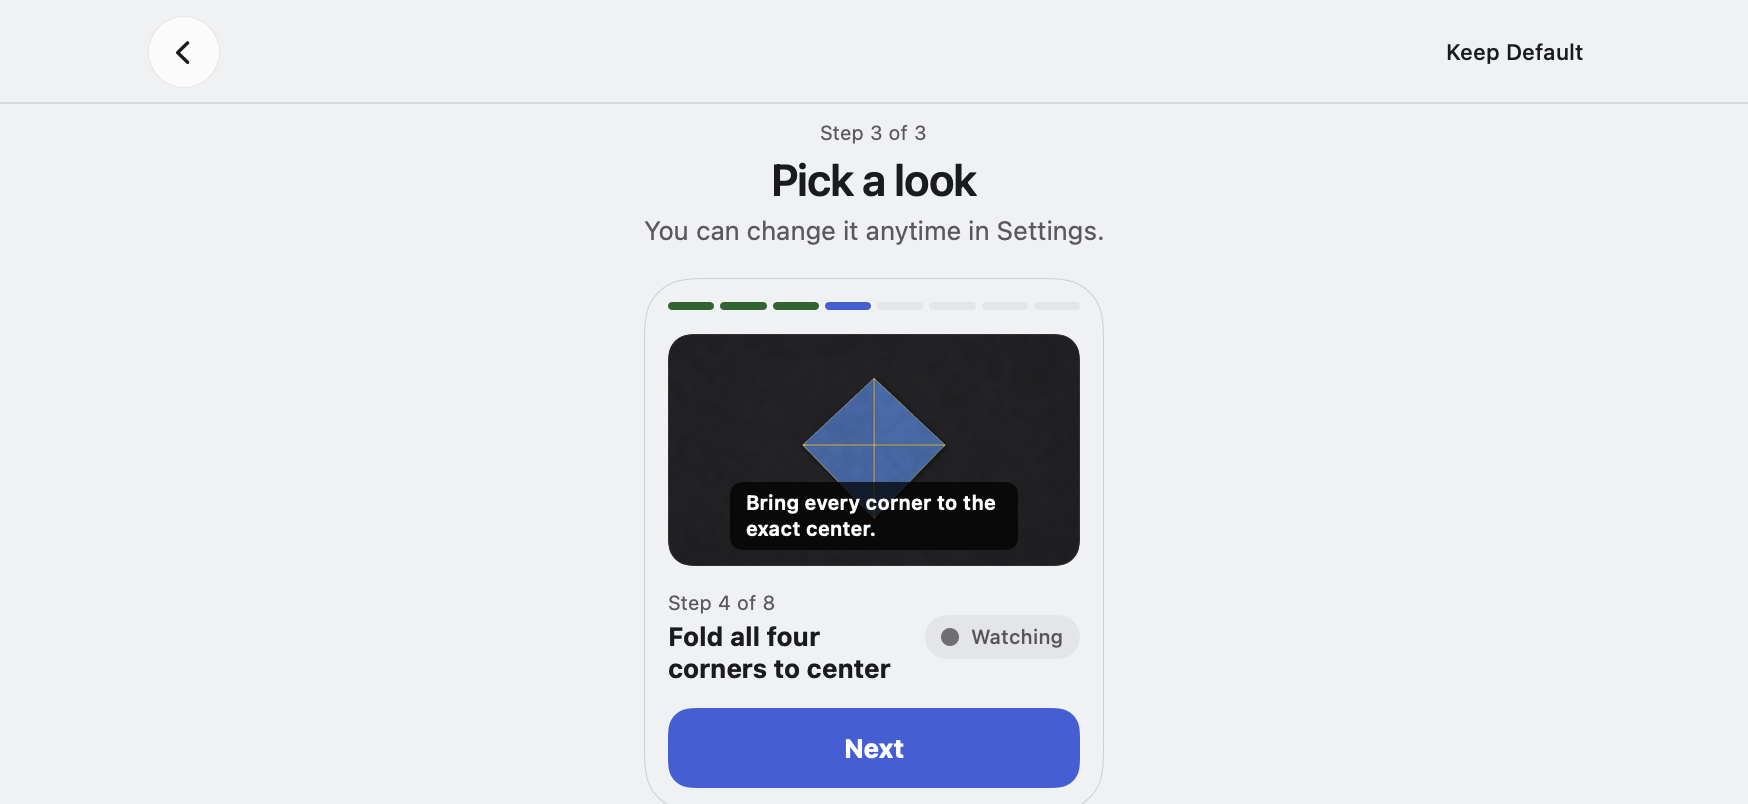 Keep Default
Step 3 of 3
Pick a look
You can change it anytime in Settings.
Bring every corner to the
exact center.
Step 4 of 8
Fold all four
corners to center
Watching
Next